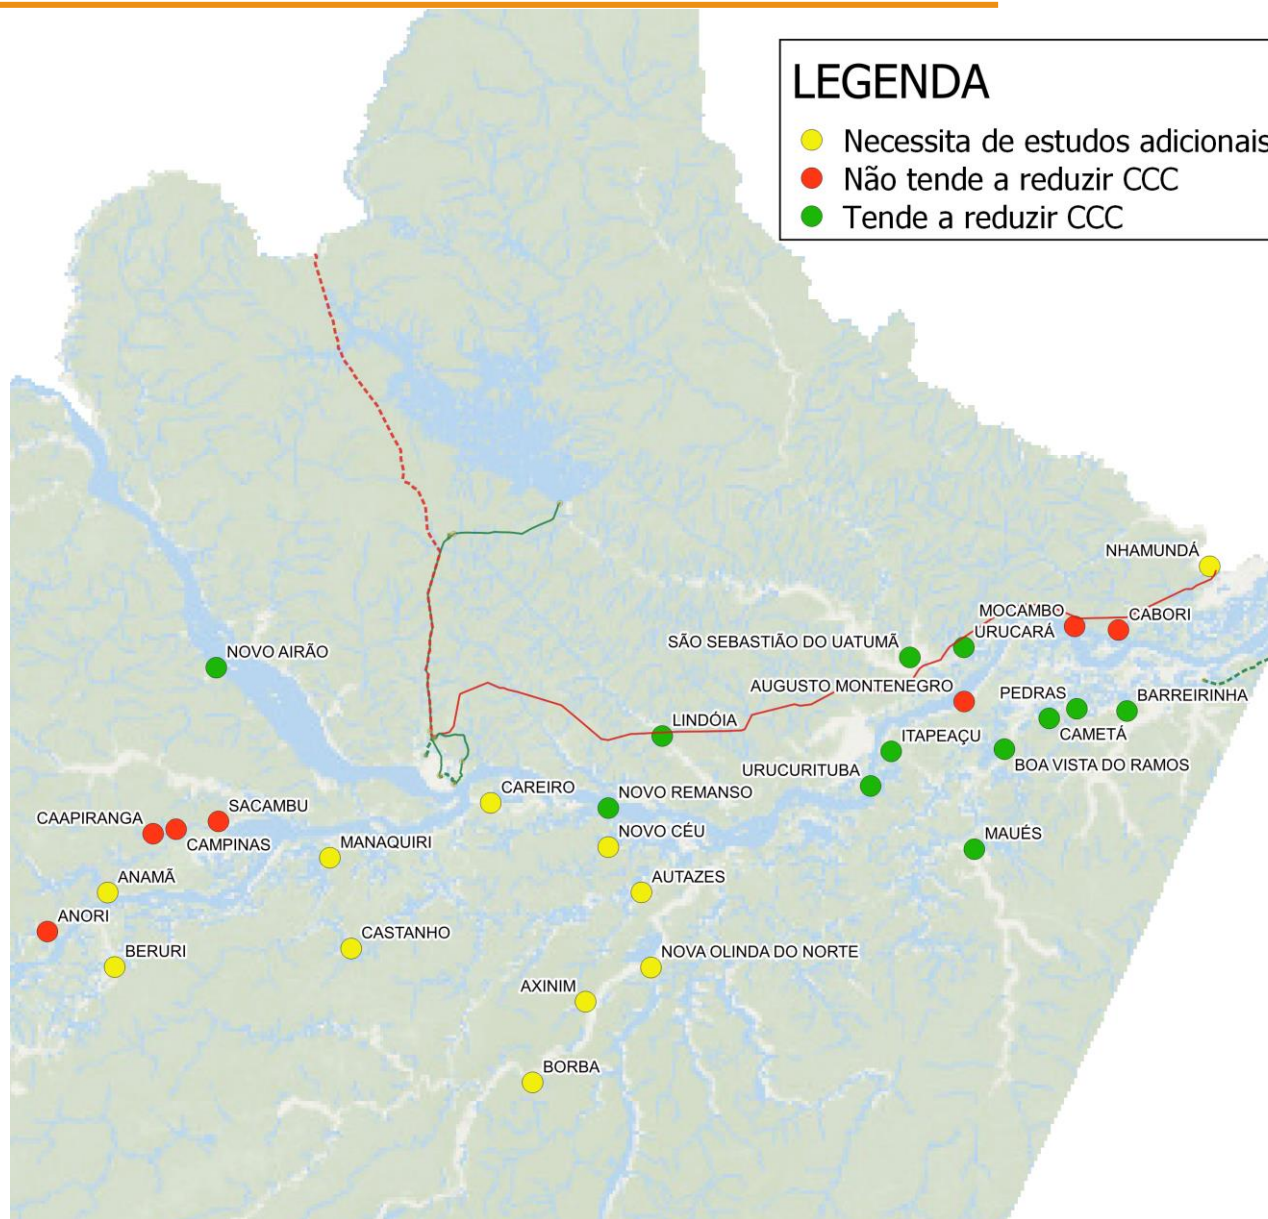 LEGENDA
Necessita de estudos adicionais
Não tende a reduzir CCC
Tende a reduzir CCC
NHAMUNDÁ
MOCAMBO
CABORI
URUCARÁ
SÃO SEBASTIÃO DO UATUMÃ
NOVO AIRÃO
AUGUSTO MONTENEGRO
PEDRAS
BARREIRINHA
LINDÓIA
CAMETÁ
ITAPEAÇU
BOA VISTA DO RAMOS
URUCURITUBA
CAREIRO
NOVO REMANSO
SACAMBU
CAAPIRANGA
CAMPINAS
MANAQUIRI
NOVO CÉU
MAUÉS
ANAMÃ
AUTAZES
ANORI
CASTANHO
BERURI
NOVA OLINDA DO NORTE
AXINIM
BORBA